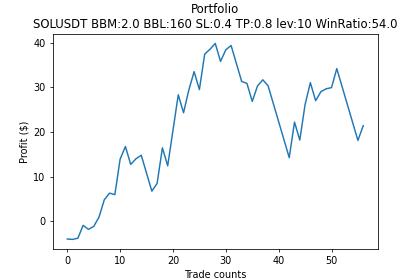 Portfolio
SOLUSDT BBM:2.0 BBL:160 SL:0.4 TP:0.8 lev:10 WinRatio:54.0
40
30
20
10
0
Profit ($)
0 10 20 30 40 50
Trade counts